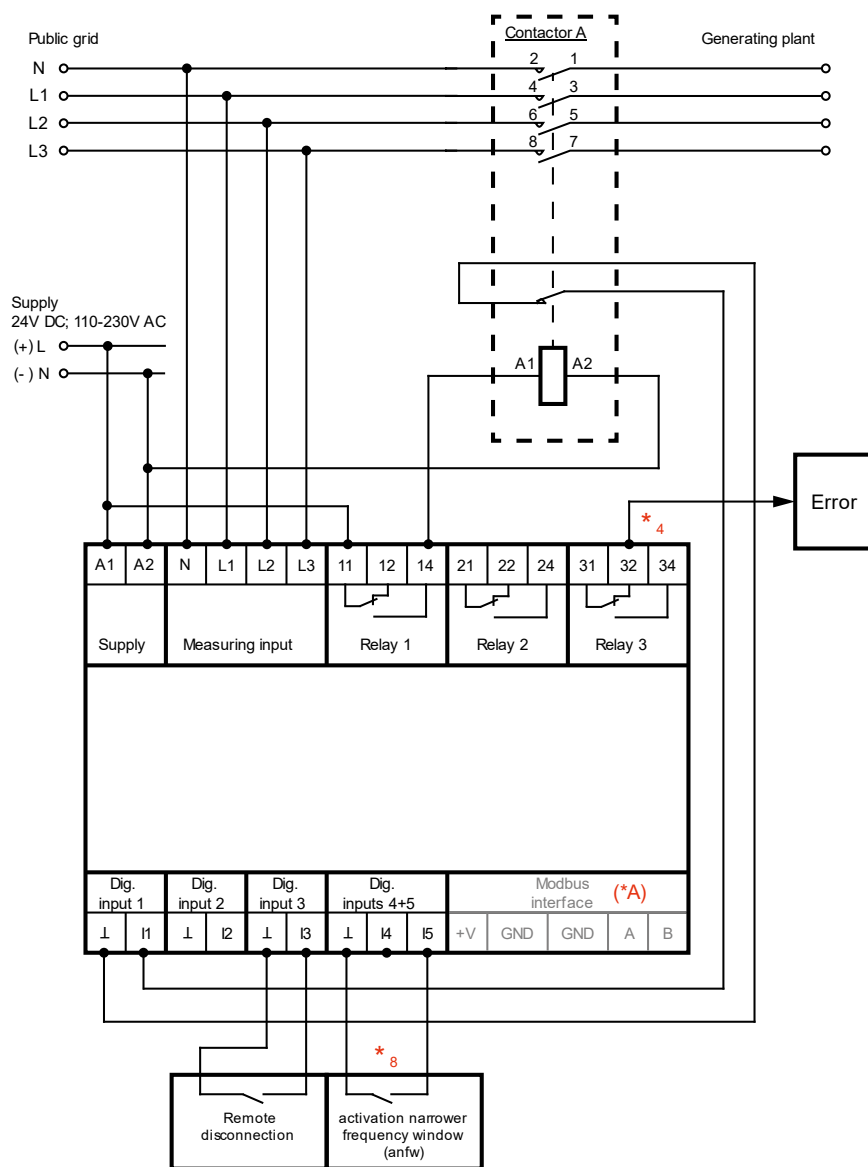 Public grid
Contactor A
Generating plant
N
2 1
L1
4 3
L2
6 5
L3
8 7
Supply
24V DC; 110-230V AC
(+) L
(-) N
A1 A2
Error
*4
A1 A2 N L1 L2 L3 11 12 14 21 22 24 31 32 34
Supply Measuring input Relay 1 Relay 2 Relay 3
Dig. input 1
Dig. input 2
Dig. input 3
Dig. inputs 4+5
Modbus interface (*A)
⊥ I1 ⊥ I2 ⊥ I3 ⊥ I4 I5 +V GND GND A B
*8
Remote
disconnection
activation narrower
frequency window
(anfw)